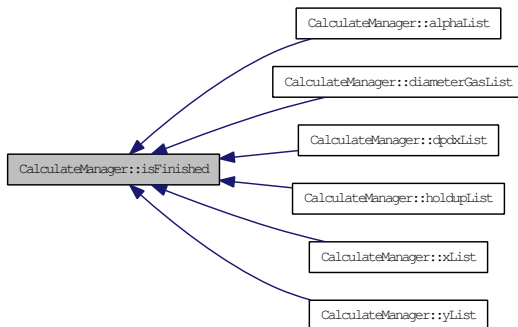 CalculateManager::alphaList
CalculateManager::diameterGasList
CalculateManager::dpdxList
CalculateManager::isFinished
CalculateManager::holdupList
CalculateManager::xList
CalculateManager::yList